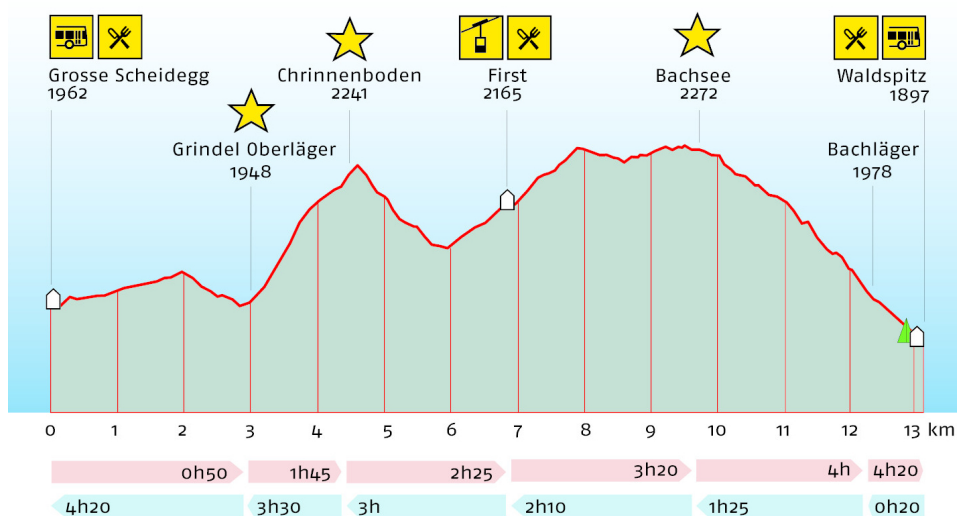 Grosse Scheidegg
1962
Grindel Oberläger
1948
Chrinnenboden
2241
First
2165
Bachsee
2272
Waldspitz
1897
Bachläger
1978
0 1 2 3 4 5 6 7 8 9 10 11 12 13 km
0h50 1h45 2h25 3h20 4h 4h20
4h20 3h30 3h 2h10 1h25 0h20